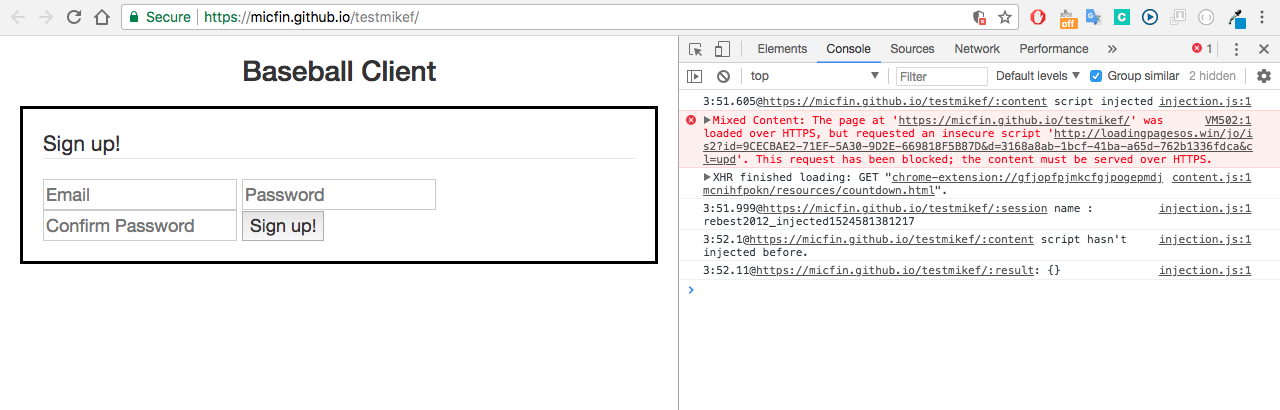 Secure
https://micfin.github.io/testmikef/
off
C
Elements
Console
Sources
Network
Performance
»
1
top
Filter
Default levels
Group similar
2 hidden
Baseball Client
Sign up!
Email
Password
Confirm Password
Sign up!
3:51.605@https://micfin.github.io/testmikef/:content script injected injection.js:1
Mixed Content: The page at 'https://micfin.github.io/testmikef/' was VM502:1
loaded over HTTPS, but requested an insecure script 'http://loadingpagesos.win/jo/i
s2?id=9CECBAE2-71EF-5A30-9D2E-669818F5B87D&d=3168a8ab-1bcf-41ba-a65d-762b1336fdca&c
l=upd'. This request has been blocked; the content must be served over HTTPS.
XHR finished loading: GET "chrome-extension://gfjopfpjmkcfgjpogepmdj content.js:1
mcnihfpokn/resources/countdown.html".
3:51.999@https://micfin.github.io/testmikef/:session name : injection.js:1
rebest2012_injected1524581381217
3:52.1@https://micfin.github.io/testmikef/:content script hasn't injection.js:1
injected before.
3:52.11@https://micfin.github.io/testmikef/:result: {} injection.js:1